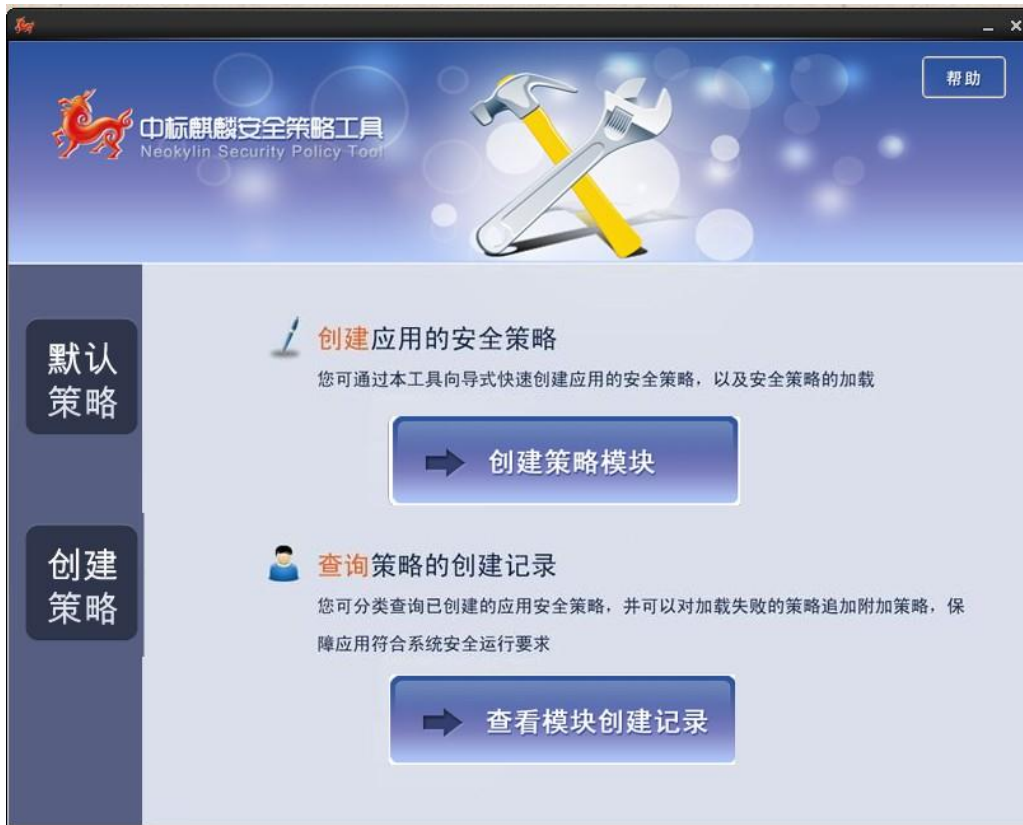 帮助
中标麒麟安全策略工具
Neokylin Security Policy Tool
默认
策略
创建应用的安全策略
您可通过本工具向导式快速创建应用的安全策略，以及安全策略的加载
创建策略模块
创建
策略
查询策略的创建记录
您可分类查询已创建的应用安全策略，并可以对加载失败的策略追加附加策略，保
障应用符合系统安全运行要求
查看模块创建记录